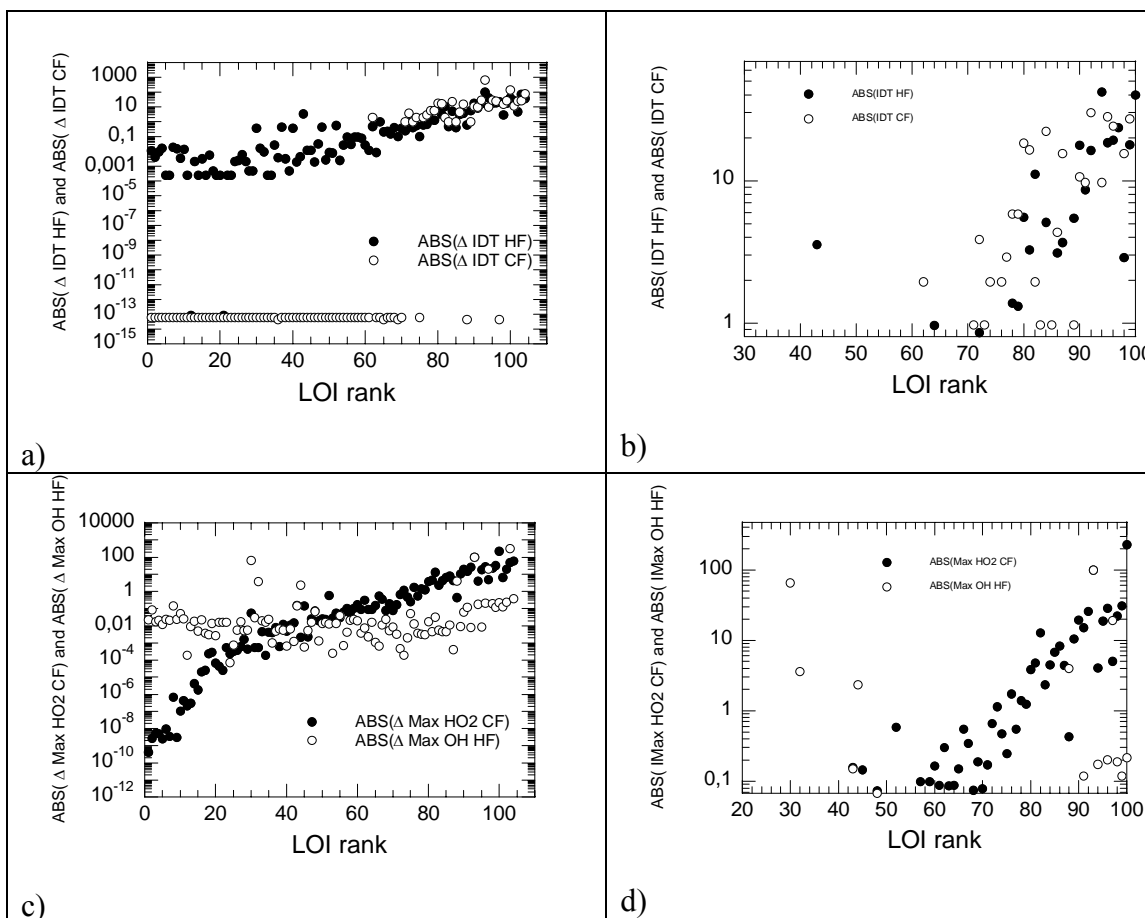 ABS( Δ IDT HF) and ABS( Δ IDT CF)
1000
10
0,1
0,001
10-5
10-7
10-9
10-11
10-13
10-15
ABS(Δ IDT HF)
ABS(Δ IDT CF)
0 20 40 60 80 100
LOI rank
a)
ABS( IDT HF) and ABS( IDT CF)
10
1
ABS(IDT HF)
ABS(IDT CF)
30 40 50 60 70 80 90 100
LOI rank
b)
ABS( Δ Max HO2 CF) and ABS( Δ Max OH HF)
10000
100
1
0,01
10-4
10-6
10-8
10-10
10-12
ABS(Δ Max HO2 CF)
ABS(Δ Max OH HF)
0 20 40 60 80 100
LOI rank
c)
ABS( IMax HO2 CF) and ABS( IMax OH HF)
100
10
1
0,1
ABS(Max HO2 CF)
ABS(Max OH HF)
20 30 40 50 60 70 80 90 100
LOI rank
d)